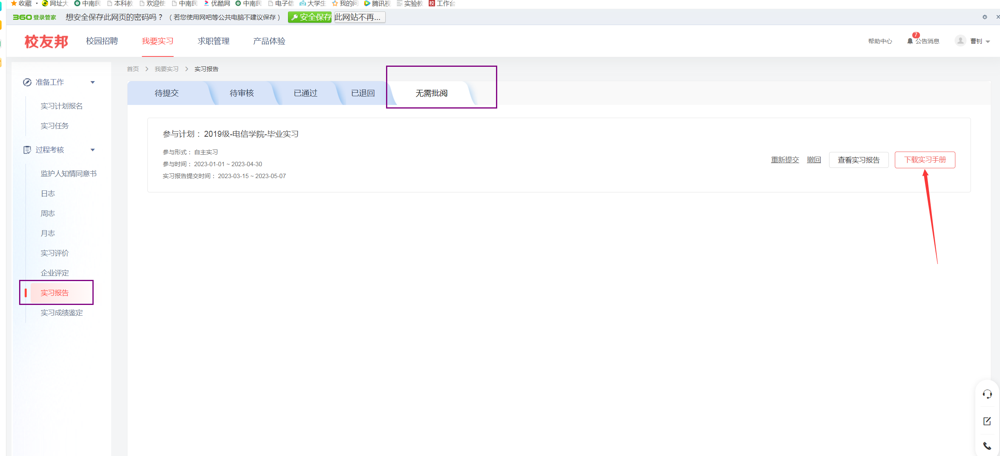 收藏 网址大 中南民 本科教 欢迎使 中南民 优酷网 中南民 电子信 大学生 我的问 腾讯视 实验教 校 工作台
360登录管家 想安全保存此网页的密码吗？（若您使用网吧等公共电脑不建议保存） 安全保存 此网站不再...
校友邦 校园招聘 我要实习 求职管理 产品体验 帮助中心 7 公告消息 曹钊
首页 > 我要实习 > 实习报告
准备工作
实习计划报名
实习任务
过程考核
监护人知情同意书
日志
周志
月志
实习评价
企业评定
实习报告
实习成绩鉴定
待提交 待审核 已通过 已退回 无需批阅
参与计划： 2019级-电信学院-毕业实习
参与形式： 自主实习
参与时间： 2023-01-01 ~ 2023-04-30
实习报告提交时间： 2023-03-15 ~ 2023-05-07
重新提交 撤回 查看实习报告 下载实习手册